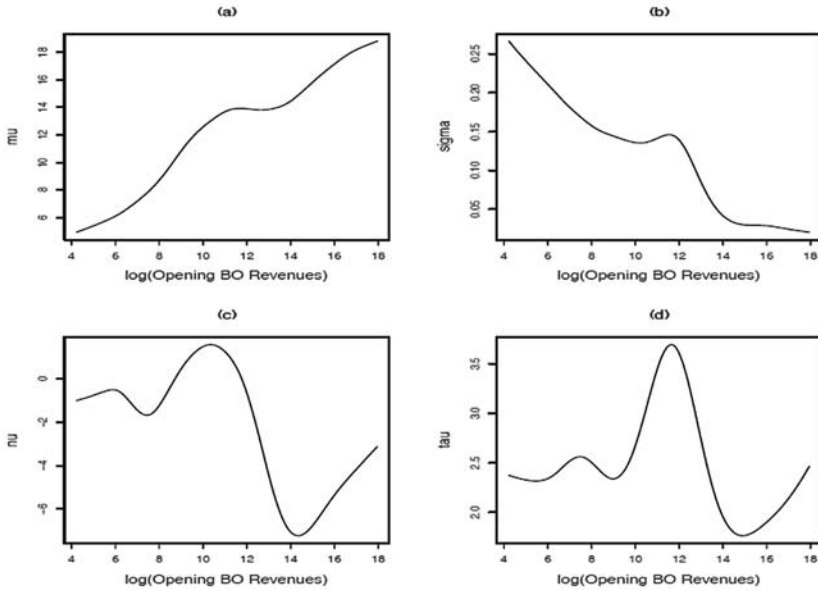 (a)
mu
18
16
14
12
10
8
6
4 6 8 10 12 14 16 18
log(Opening BO Revenues)
(b)
sigma
0.25
0.20
0.15
0.10
0.05
4 6 8 10 12 14 16 18
log(Opening BO Revenues)
(c)
nu
0
-2
-4
-6
4 6 8 10 12 14 16 18
log(Opening BO Revenues)
(d)
tau
3.5
3.0
2.5
2.0
4 6 8 10 12 14 16 18
log(Opening BO Revenues)